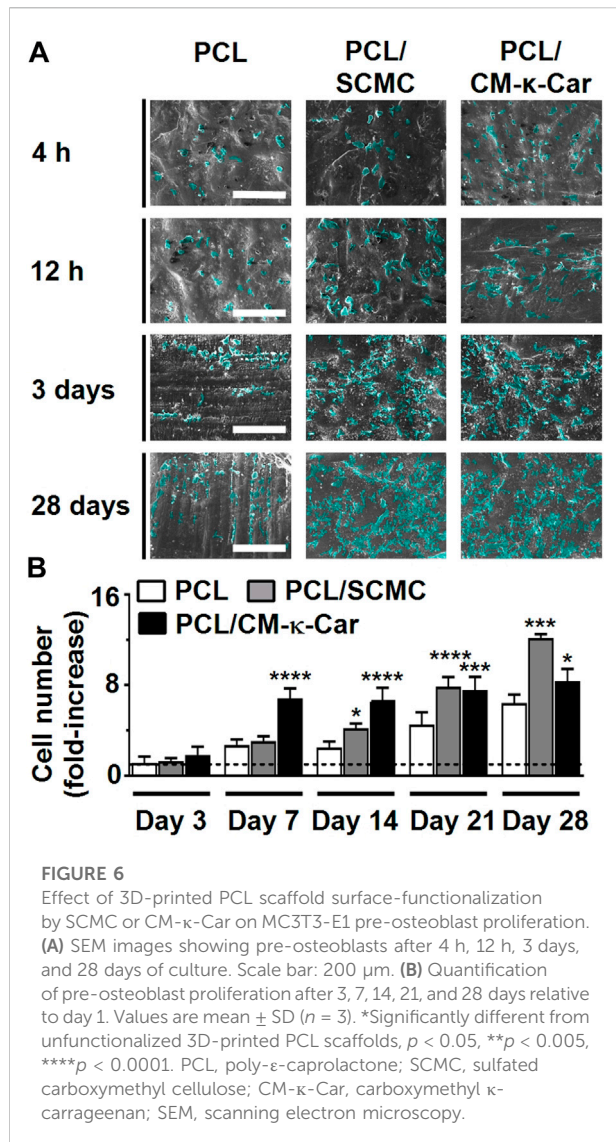 A
PCL
PCL/
SCMC
PCL/
CM-κ-Car
4 h
12 h
3 days
28 days
B
PCL
PCL/SCMC
PCL/CM-κ-Car
Cell number
(fold-increase)
16
8
0
****
* ****
**** ***
*** *
Day 3 Day 7 Day 14 Day 21 Day 28
FIGURE 6
Effect of 3D-printed PCL scaffold surface-functionalization
by SCMC or CM-κ-Car on MC3T3-E1 pre-osteoblast proliferation.
(A) SEM images showing pre-osteoblasts after 4 h, 12 h, 3 days,
and 28 days of culture. Scale bar: 200 μm. (B) Quantification
of pre-osteoblast proliferation after 3, 7, 14, 21, and 28 days relative
to day 1. Values are mean ± SD (n = 3). *Significantly different from
unfunctionalized 3D-printed PCL scaffolds, p < 0.05, **p < 0.005,
****p < 0.0001. PCL, poly-ε-caprolactone; SCMC, sulfated
carboxymethyl cellulose; CM-κ-Car, carboxymethyl κ-
carrageenan; SEM, scanning electron microscopy.